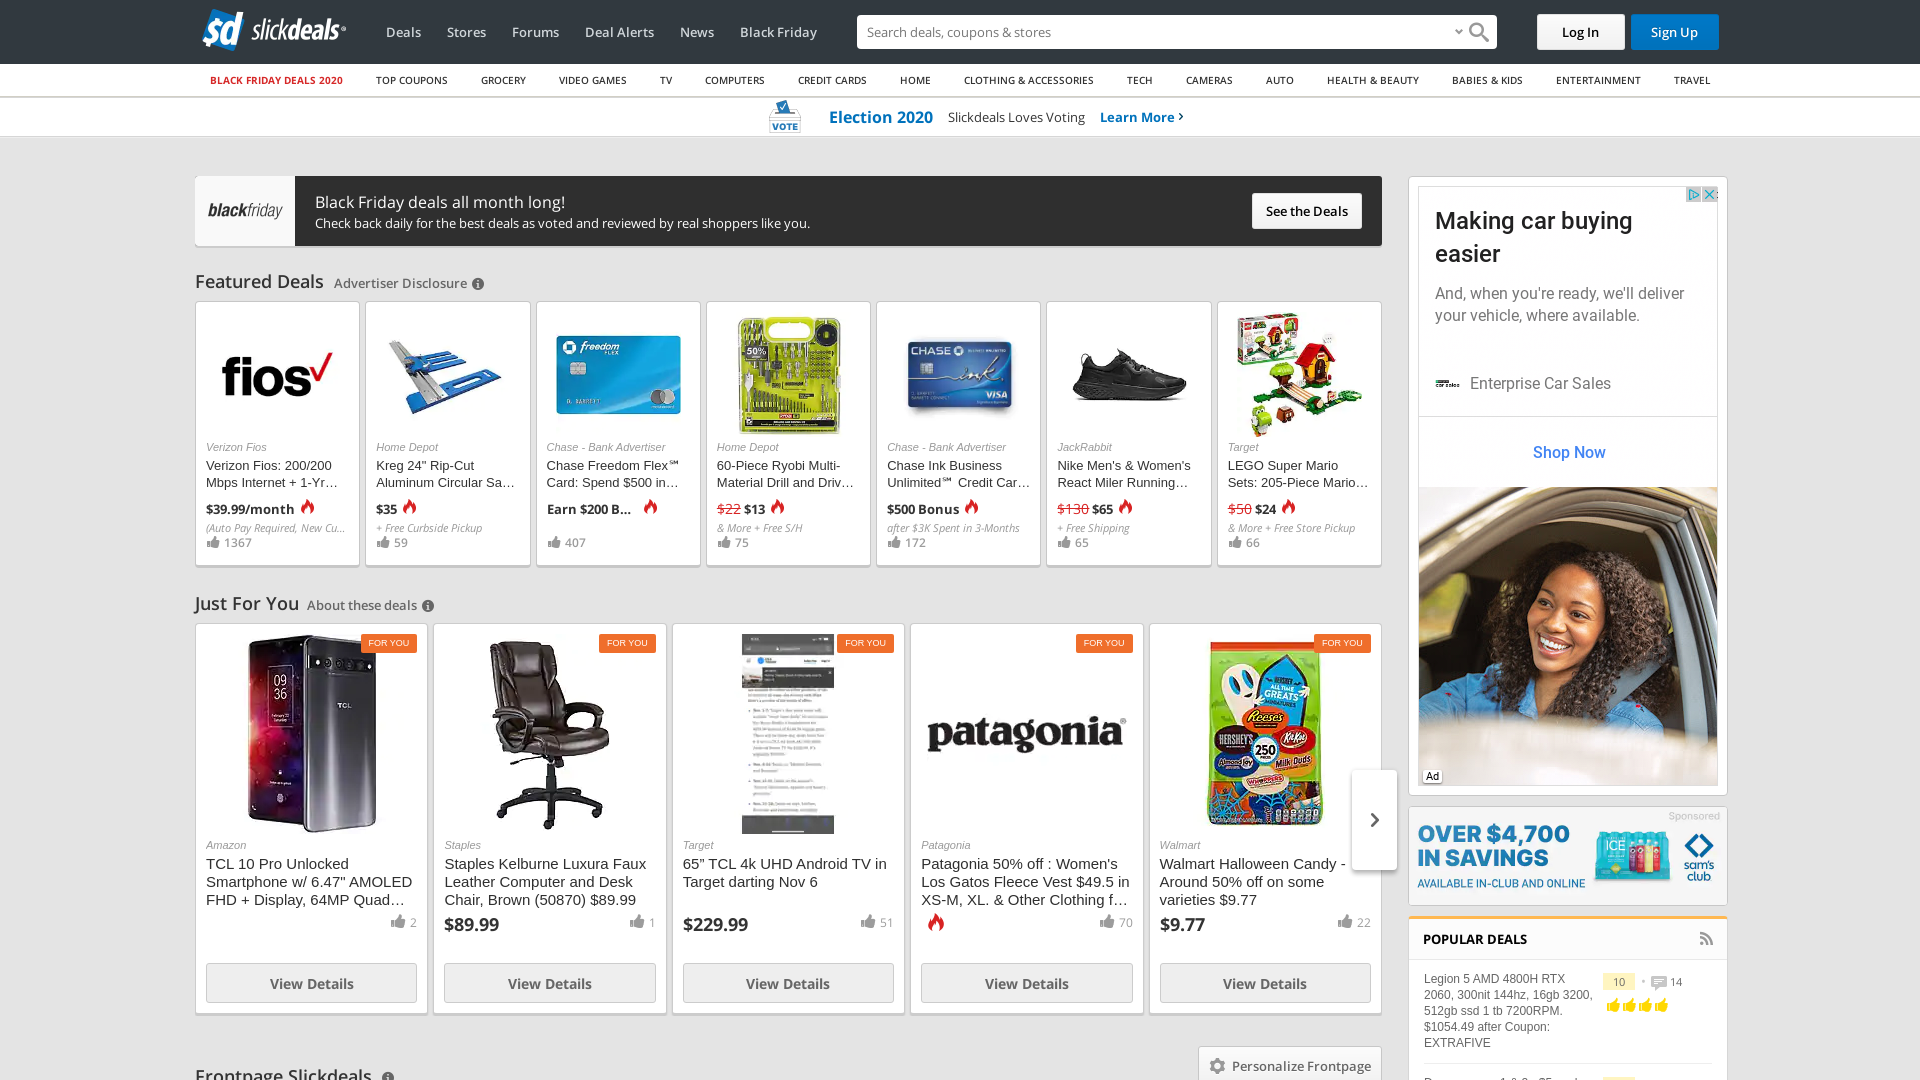 sd slickdeals
Deals Stores Forums Deal Alerts News Black Friday
Search deals, coupons & shopping
Log In Sign Up
BLACK FRIDAY DEALS 2020 TOP COUPONS GROCERY VIDEO GAMES TV COMPUTERS CREDIT CARDS HOME CLOTHING & ACCESSORIES TECH CAMERAS AUTO HEALTH & BEAUTY BABIES & KIDS ENTERTAINMENT TRAVEL
VOTE Election 2020 Slickdeals Loves Voting Learn More
blackfriday
Black Friday deals all month long!
Check back daily for the best deals as voted and reviewed by real shoppers like you.
See the Deals
Featured Deals Advertiser Disclosure
fios
Verizon Fios
Verizon Fios: 200/200
Mbps Internet + 1-Yr…
$39.99/month
(Auto Pay Required, New Cu…
1367
Home Depot
Kreg 24" Rip-Cut
Aluminum Circular Sa…
$35
+ Free Curbside Pickup
59
freedom
FLEX
Chase - Bank Advertiser
Chase Freedom Flex℠
Card: Spend $500 in…
Earn $200 B…
407
50%
Home Depot
60-Piece Ryobi Multi-
Material Drill and Driv…
$22 $13
& More + Free S/H
75
CHASE
ink
VISA
Chase - Bank Advertiser
Chase Ink Business
Unlimited℠ Credit Car…
$500 Bonus
after $3K Spent in 3-Months
172
JackRabbit
Nike Men's & Women's
React Miler Running…
$130 $65
+ Free Shipping
65
Target
LEGO Super Mario
Sets: 205-Piece Mario…
$50 $24
& More + Free Store Pickup
66
Just For You About these deals
FOR YOU
09
36
TCL
Amazon
TCL 10 Pro Unlocked
Smartphone w/ 6.47" AMOLED
FHD + Display, 64MP Quad…
2
View Details
FOR YOU
Staples
Staples Kelburne Luxura Faux
Leather Computer and Desk
Chair, Brown (50870) $89.99
$89.99
1
View Details
FOR YOU
Target
65” TCL 4k UHD Android TV in
Target darting Nov 6
$229.99
51
View Details
FOR YOU
patagonia®
Patagonia
Patagonia 50% off : Women's
Los Gatos Fleece Vest $49.5 in
XS-M, XL. & Other Clothing f…
70
View Details
FOR YOU
HERSHEY
ALL TIME
GREATS
Reese's
HERSHEY'S
KitKat
250
Almond Joy
Milk Duds
WHOPPERS
Walmart
Walmart Halloween Candy -
Around 50% off on some
varieties $9.77
$9.77
22
View Details
Frontpage Slickdeals
Personalize Frontpage
Making car buying
easier
And, when you're ready, we'll deliver
your vehicle, where available.
Enterprise Car Sales
Shop Now
Ad
Sponsored
OVER $4,700
IN SAVINGS
AVAILABLE IN-CLUB AND ONLINE
ICE
sam's
club
POPULAR DEALS
Legion 5 AMD 4800H RTX
2060, 300nit 144hz, 16gb 3200,
512gb ssd 1 tb 7200RPM.
$1054.49 after Coupon:
EXTRAFIVE
10 • 14